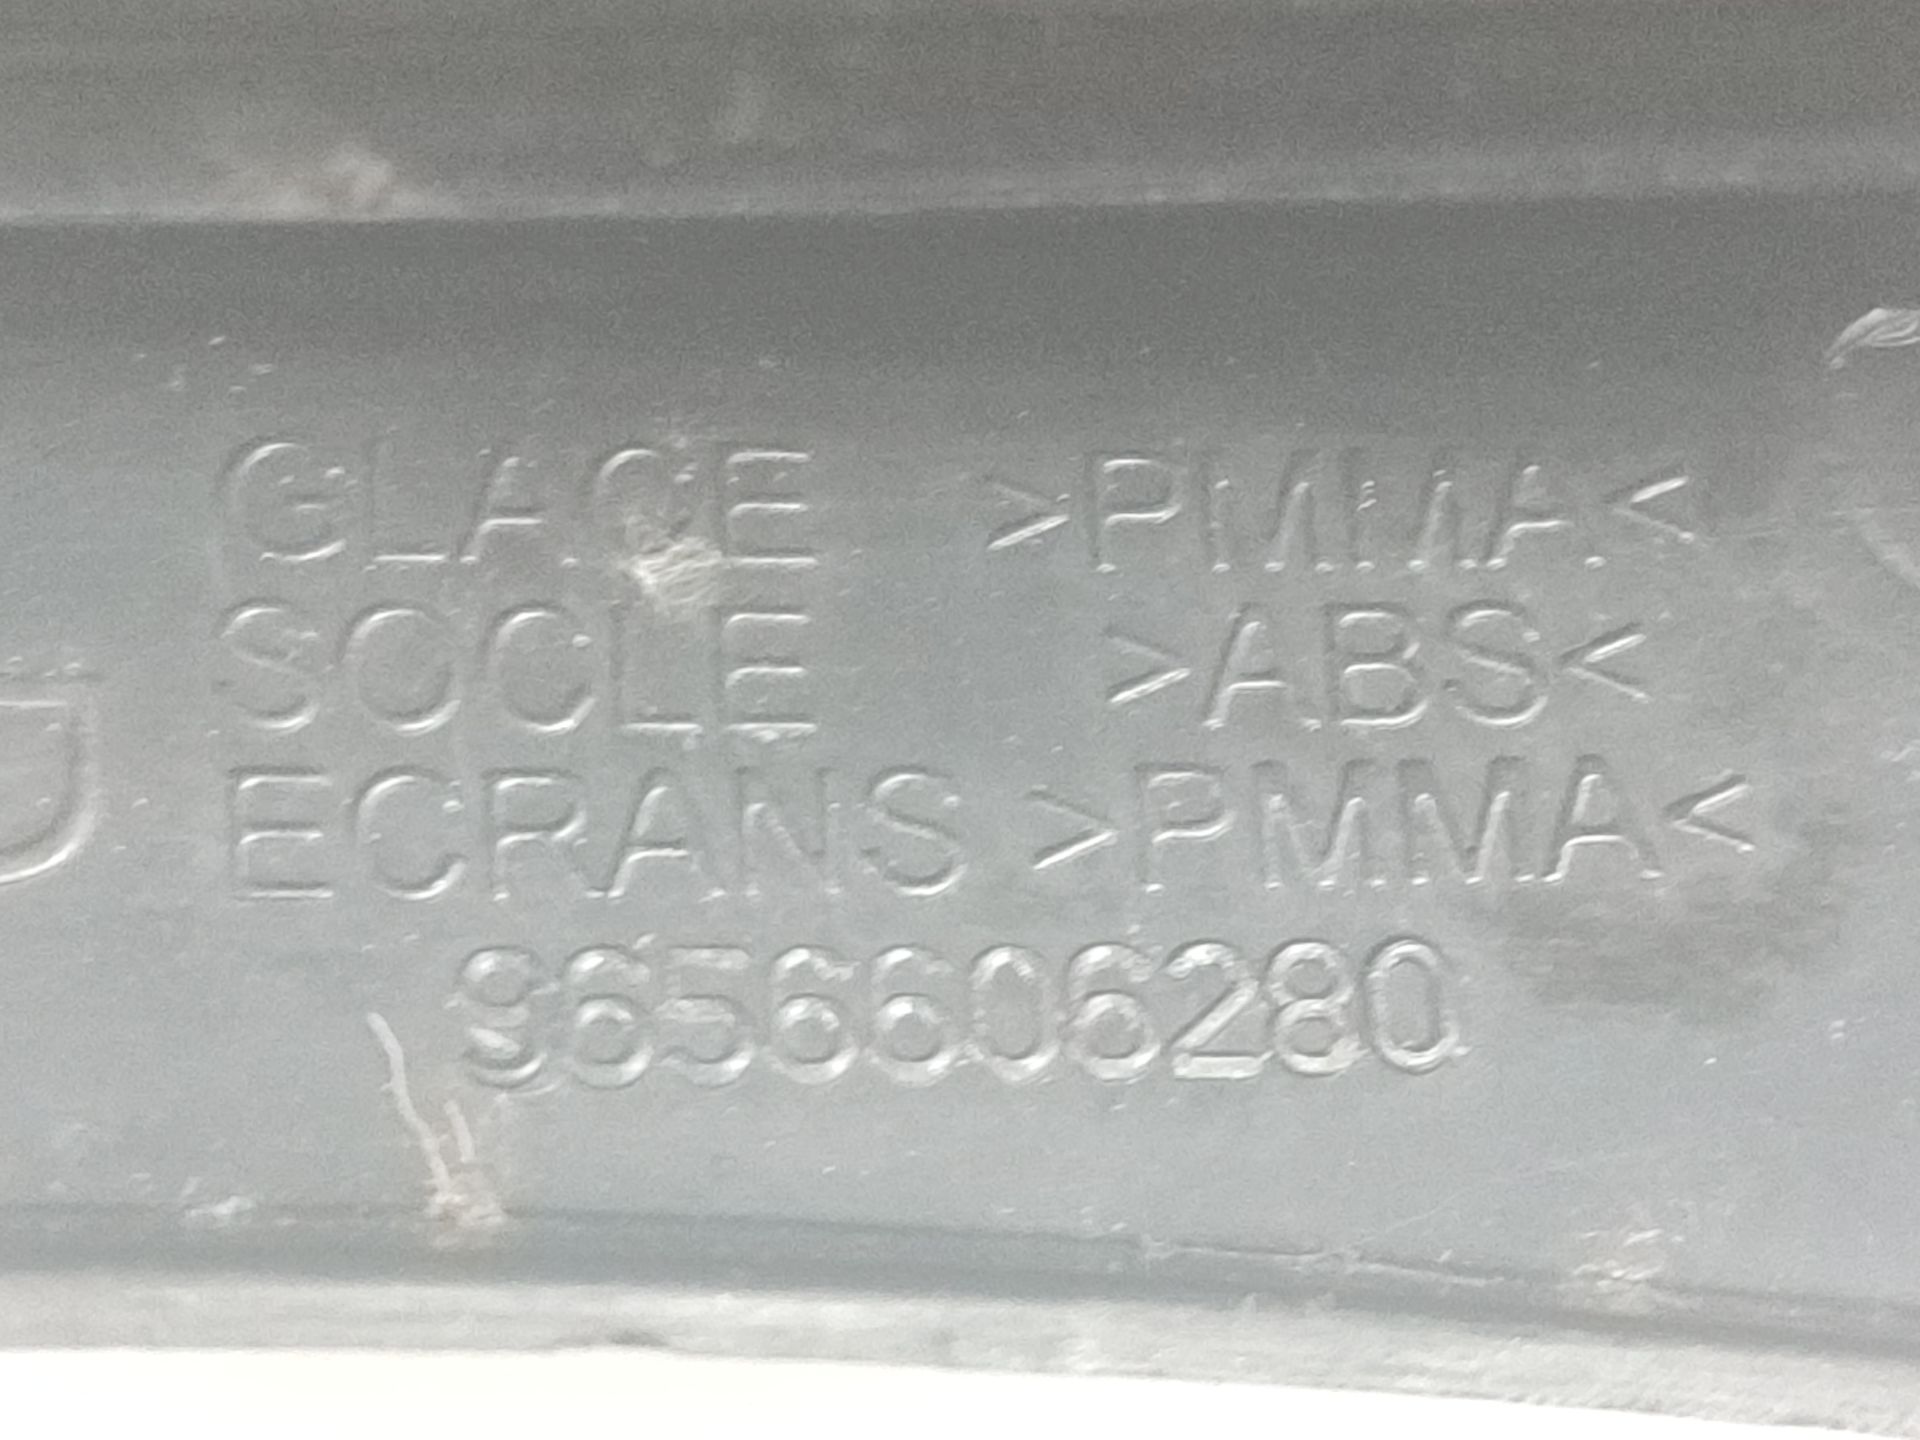 GLACE >PMMA<
SOCLE >ABS<
ECRANS >PMMA<
9656606280